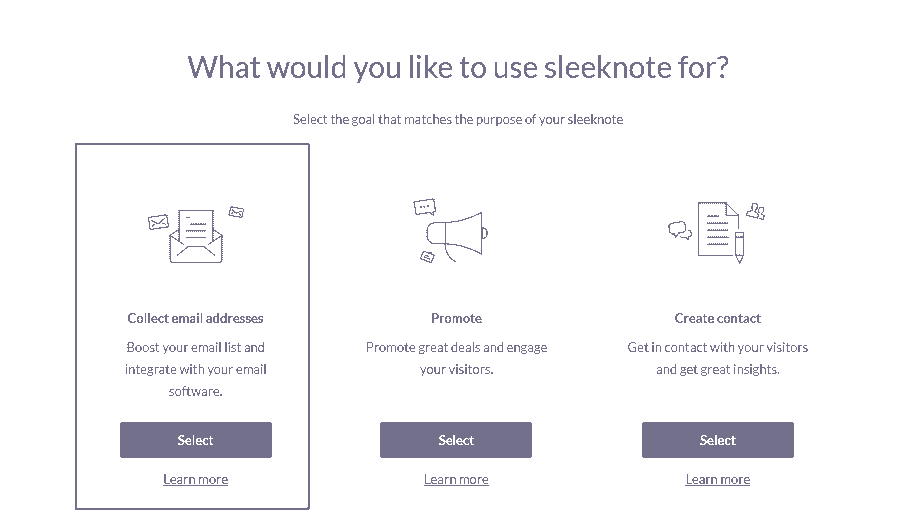 What would you like to use sleeknote for?
Select the goal that matches the purpose of your sleeknote
Collect email addresses
Boost your email list and
integrate with your email
software.
Select
Learn more
Promote
Promote great deals and engage
your visitors.
Select
Learn more
Create contact
Get in contact with your visitors
and get great insights.
Select
Learn more